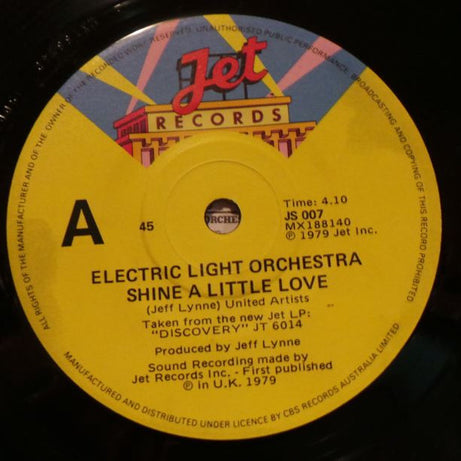 ALL RIGHTS OF THE MANUFACTURER AND OF THE OWNER OF THE RECORDED WORK RESERVED. UNAUTHORISED PUBLIC PERFORMANCE, BROADCASTING AND COPYING OF THIS RECORD PROHIBITED
Jet
RECORDS
A
45
ORCHE
Time: 4.10
JS 007
MX188140
℗ 1979 Jet Inc.
ELECTRIC LIGHT ORCHESTRA
SHINE A LITTLE LOVE
(Jeff Lynne) United Artists
Taken from the new Jet LP:
"DISCOVERY" JT 6014
Produced by Jeff Lynne
Sound Recording made by
Jet Records Inc. - First published
℗ in U.K. 1979
MANUFACTURED AND DISTRIBUTED UNDER LICENCE BY CBS RECORDS AUSTRALIA LIMITED